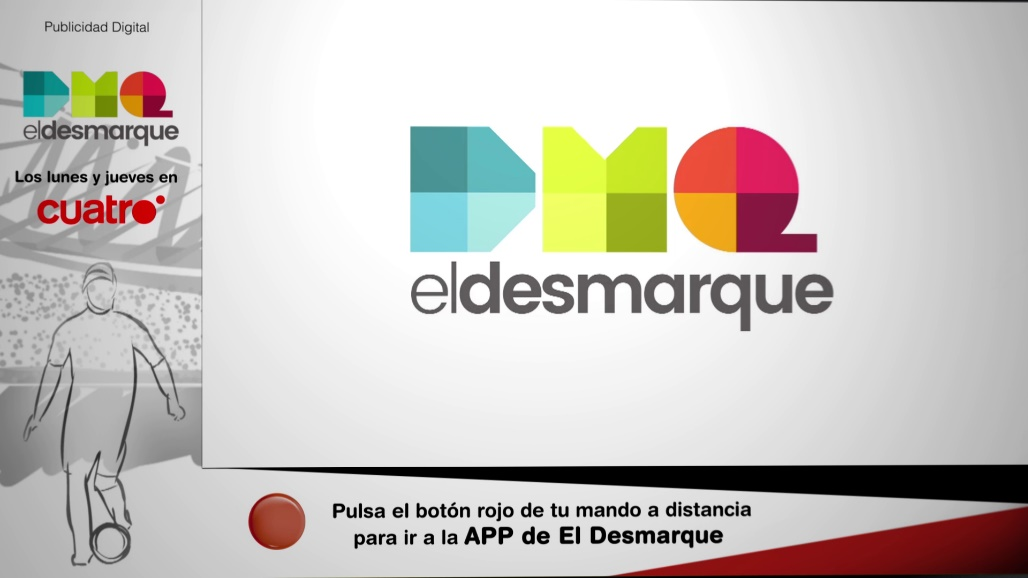 Publicidad Digital
DMQ
eldesmarque
Los lunes y jueves en
cuatro
DMQ
eldesmarque
Pulsa el botón rojo de tu mando a distancia
para ir a la APP de El Desmarque